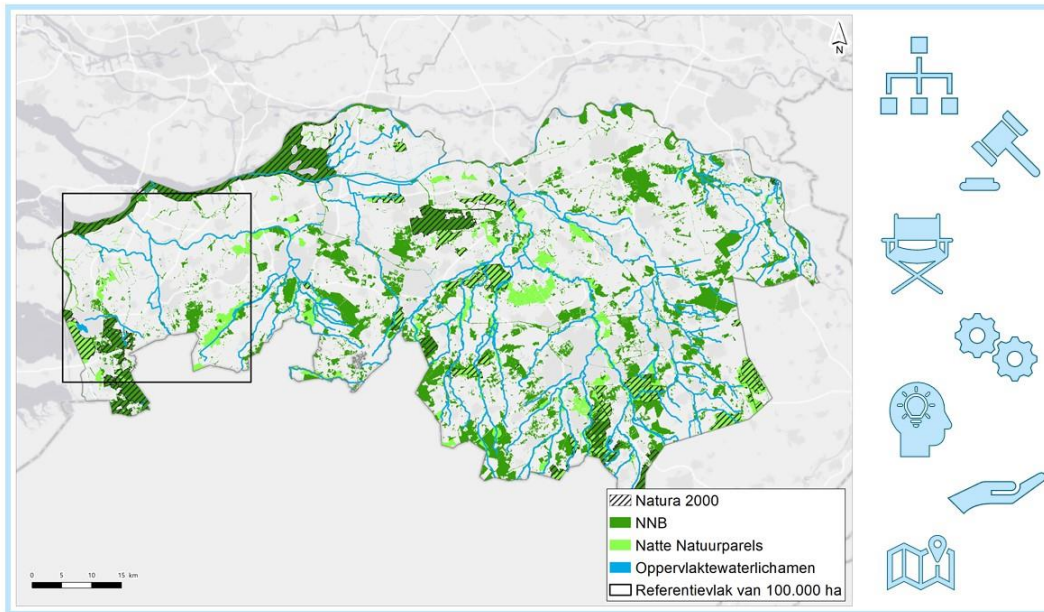 N
Natura 2000
NNB
Natte Natuurparels
Oppervlaktewaterlichamen
Referentievlak van 100.000 ha
0 5 10 15 km